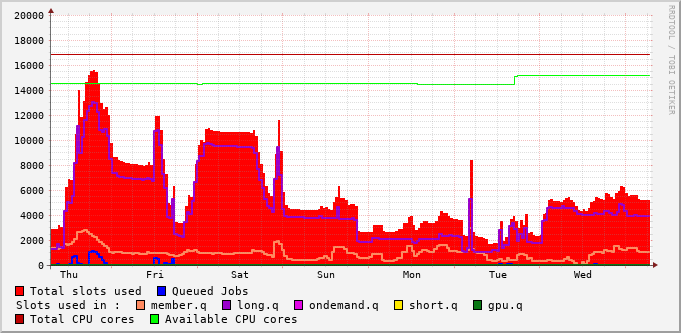 20000
18000
16000
14000
12000
10000
8000
6000
4000
2000
0
Thu Fri Sat Sun Mon Tue Wed
RRDTOOL / TOBI OETIKER
Total slots used Queued Jobs
Slots used in : member.q long.q ondemand.q short.q gpu.q
Total CPU cores Available CPU cores